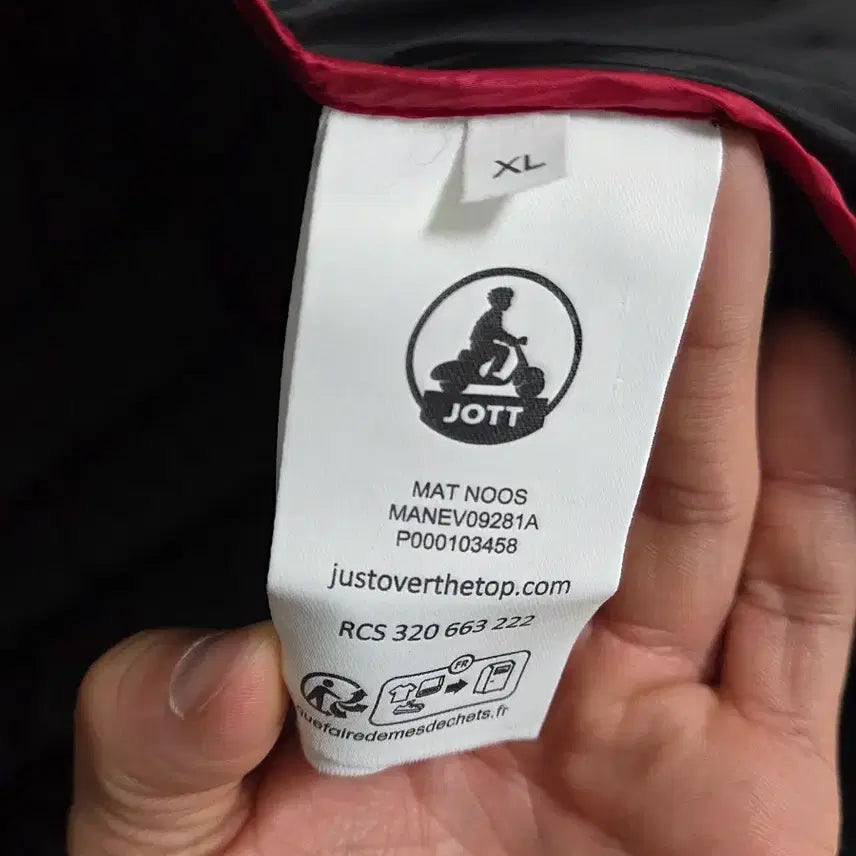 XL
JOTT
MAT NOOS
MANEV09281A
P000103458
justoverthetop.com
RCS 320 663 222
FR
quefairedemesdechets.fr